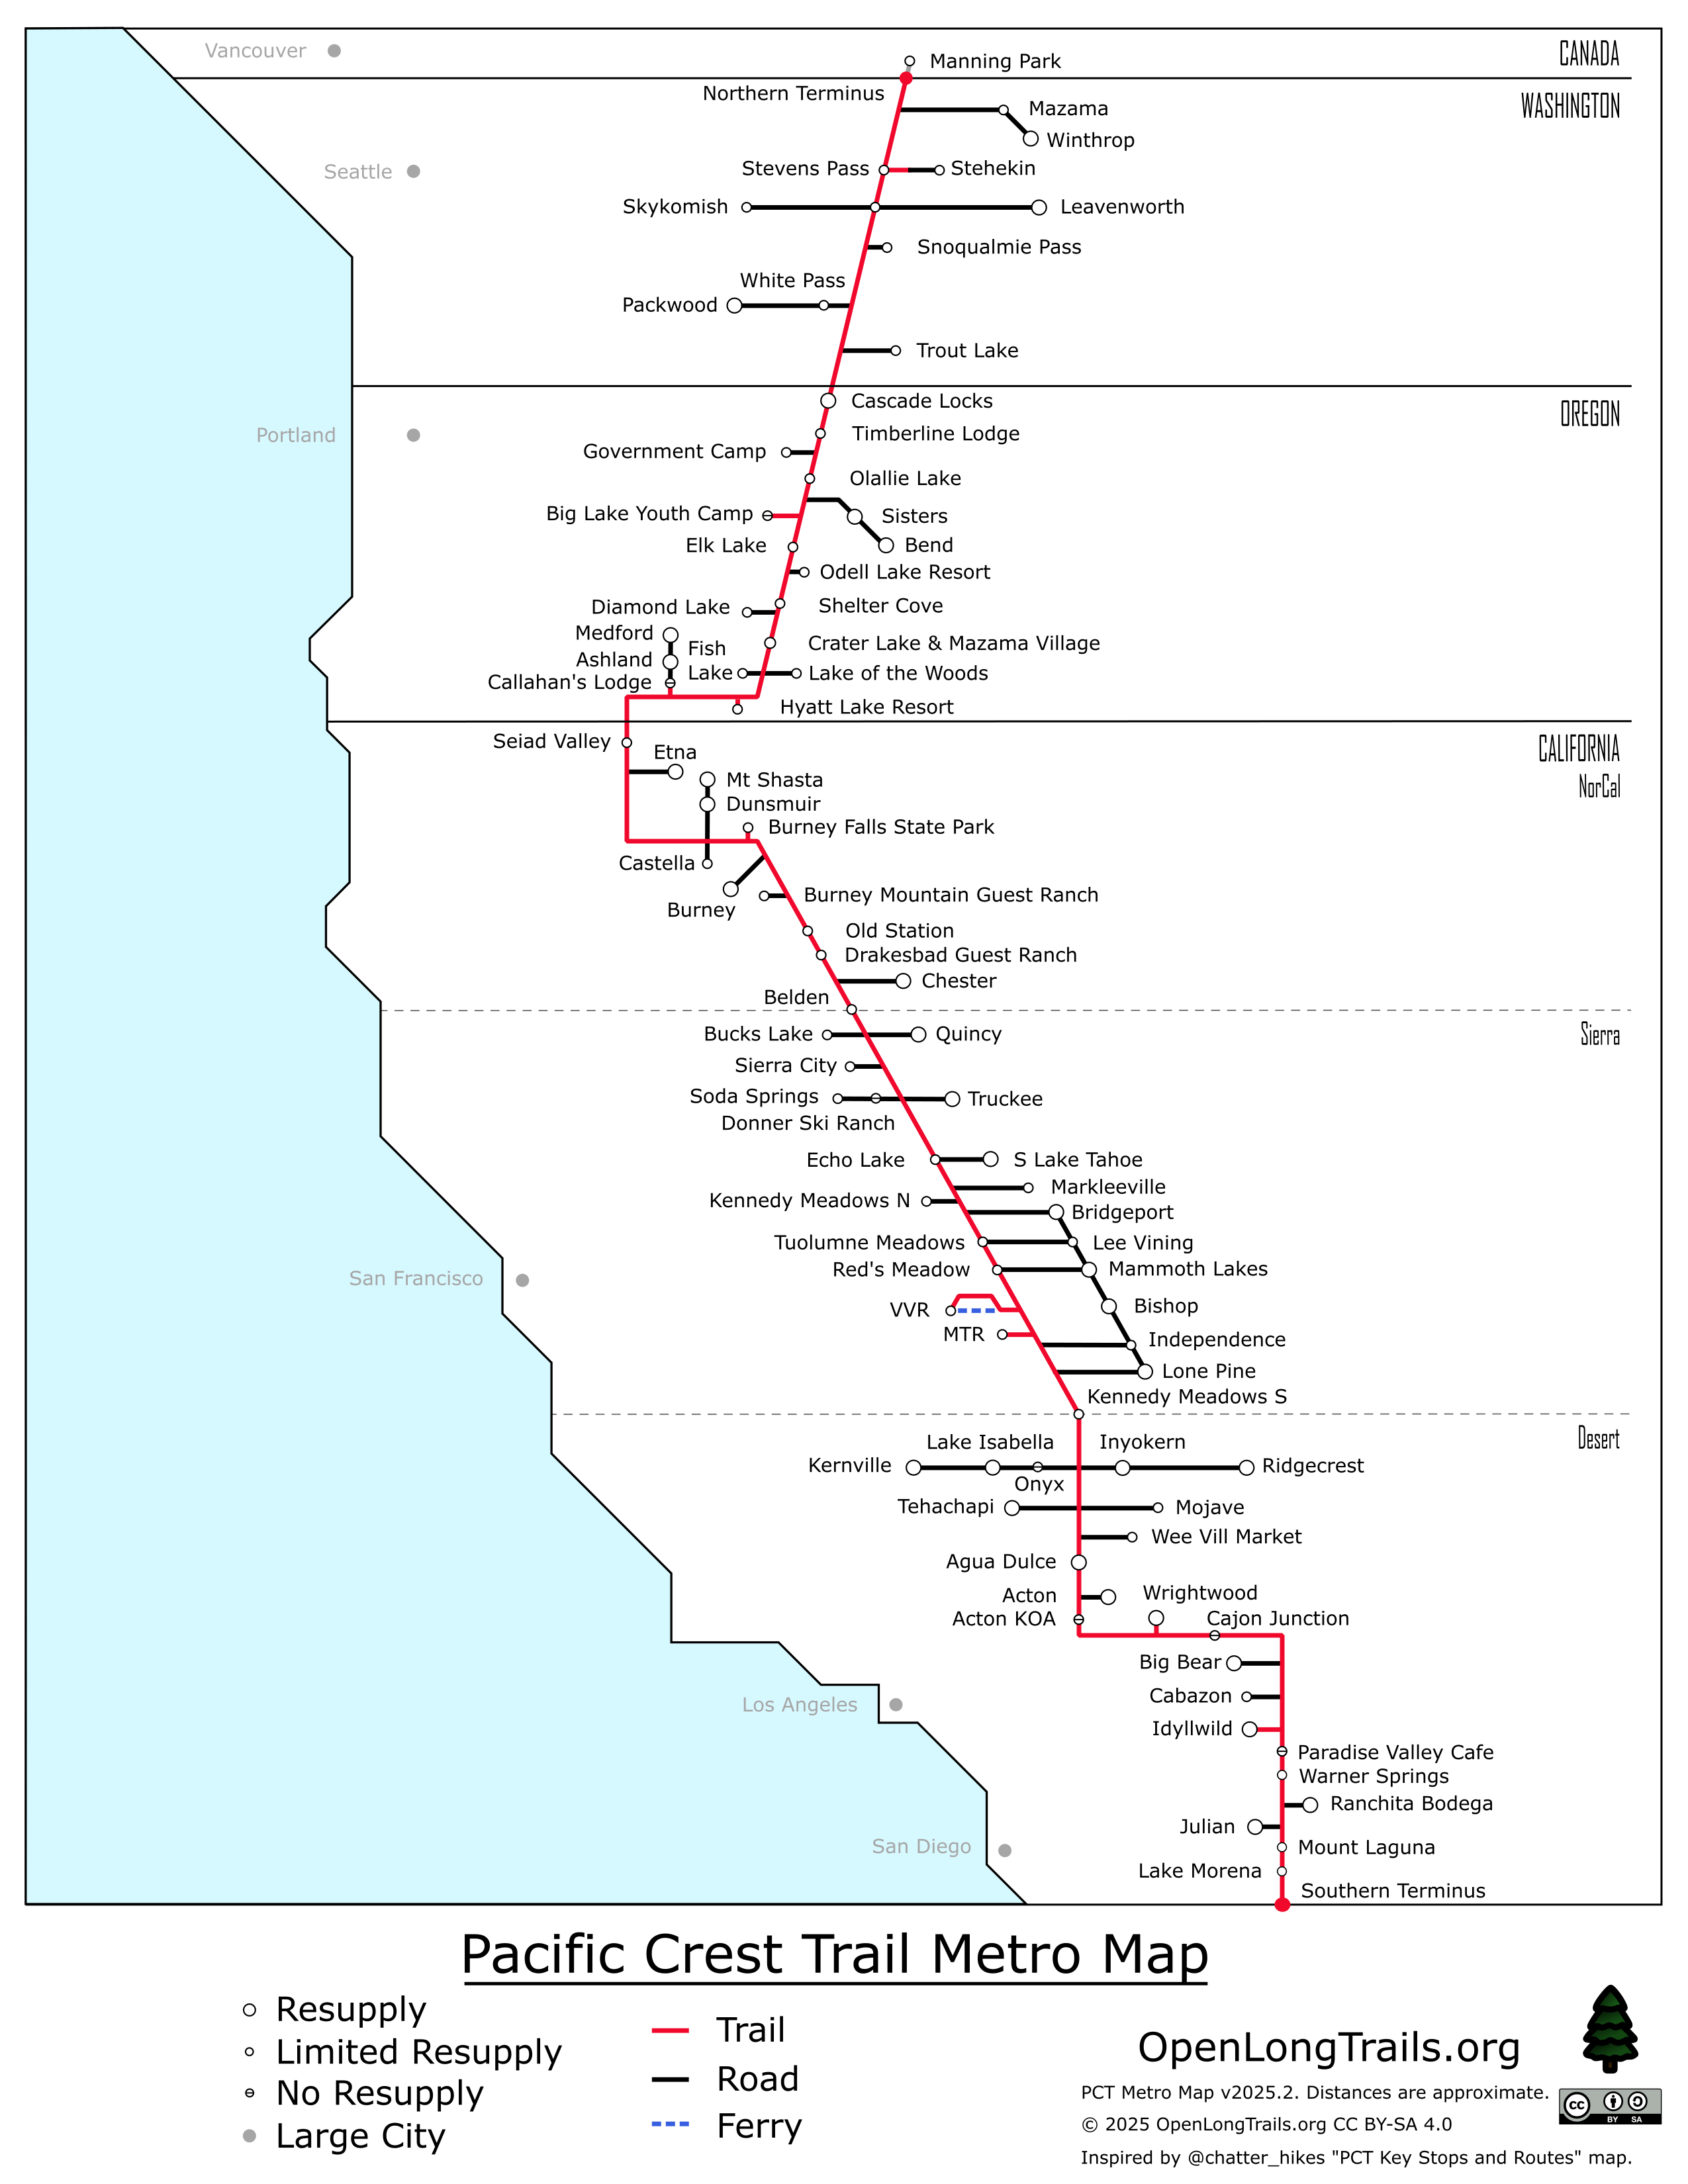 Vancouver
Manning Park
CANADA
Northern Terminus
WASHINGTON
Mazama
Winthrop
Seattle
Stevens Pass
Stehekin
Skykomish
Leavenworth
Snoqualmie Pass
White Pass
Packwood
Trout Lake
Cascade Locks
OREGON
Portland
Timberline Lodge
Government Camp
Olallie Lake
Big Lake Youth Camp
Sisters
Elk Lake
Bend
Odell Lake Resort
Diamond Lake
Shelter Cove
Medford
Fish
Lake
Crater Lake & Mazama Village
Ashland
Lake of the Woods
Callahan's Lodge
Hyatt Lake Resort
Seiad Valley
CALIFORNIA
NorCal
Etna
Mt Shasta
Dunsmuir
Burney Falls State Park
Castella
Burney
Burney Mountain Guest Ranch
Old Station
Drakesbad Guest Ranch
Chester
Belden
Bucks Lake
Quincy
Sierra
Sierra City
Soda Springs
Truckee
Donner Ski Ranch
Echo Lake
S Lake Tahoe
Markleeville
Kennedy Meadows N
Bridgeport
Tuolumne Meadows
Lee Vining
Red's Meadow
Mammoth Lakes
San Francisco
VVR
Bishop
MTR
Independence
Lone Pine
Kennedy Meadows S
Desert
Lake Isabella
Inyokern
Kernville
Ridgecrest
Onyx
Tehachapi
Mojave
Wee Vill Market
Agua Dulce
Acton
Wrightwood
Acton KOA
Cajon Junction
Big Bear
Cabazon
Los Angeles
Idyllwild
Paradise Valley Cafe
Warner Springs
Ranchita Bodega
Julian
San Diego
Mount Laguna
Lake Morena
Southern Terminus
Pacific Crest Trail Metro Map
Resupply
Limited Resupply
No Resupply
Large City
Trail
Road
Ferry
OpenLongTrails.org
PCT Metro Map v2025.2. Distances are approximate.
© 2025 OpenLongTrails.org CC BY-SA 4.0
Inspired by @chatter_hikes "PCT Key Stops and Routes" map.
cc
BY SA